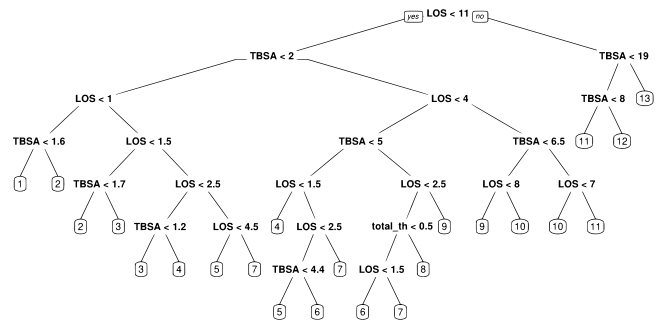 yes LOS < 11 no
TBSA < 2 TBSA < 19
LOS < 1 LOS < 4 TBSA < 8 13
TBSA < 1.6 LOS < 1.5 TBSA < 5 TBSA < 6.5 11 12
1 2 TBSA < 1.7 LOS < 2.5 LOS < 1.5 LOS < 2.5 LOS < 8 LOS < 7
2 3 TBSA < 1.2 LOS < 4.5 4 LOS < 2.5 total_th < 0.5 9 9 10 10 11
3 4 5 7 TBSA < 4.4 7 LOS < 1.5 8
5 6 6 7